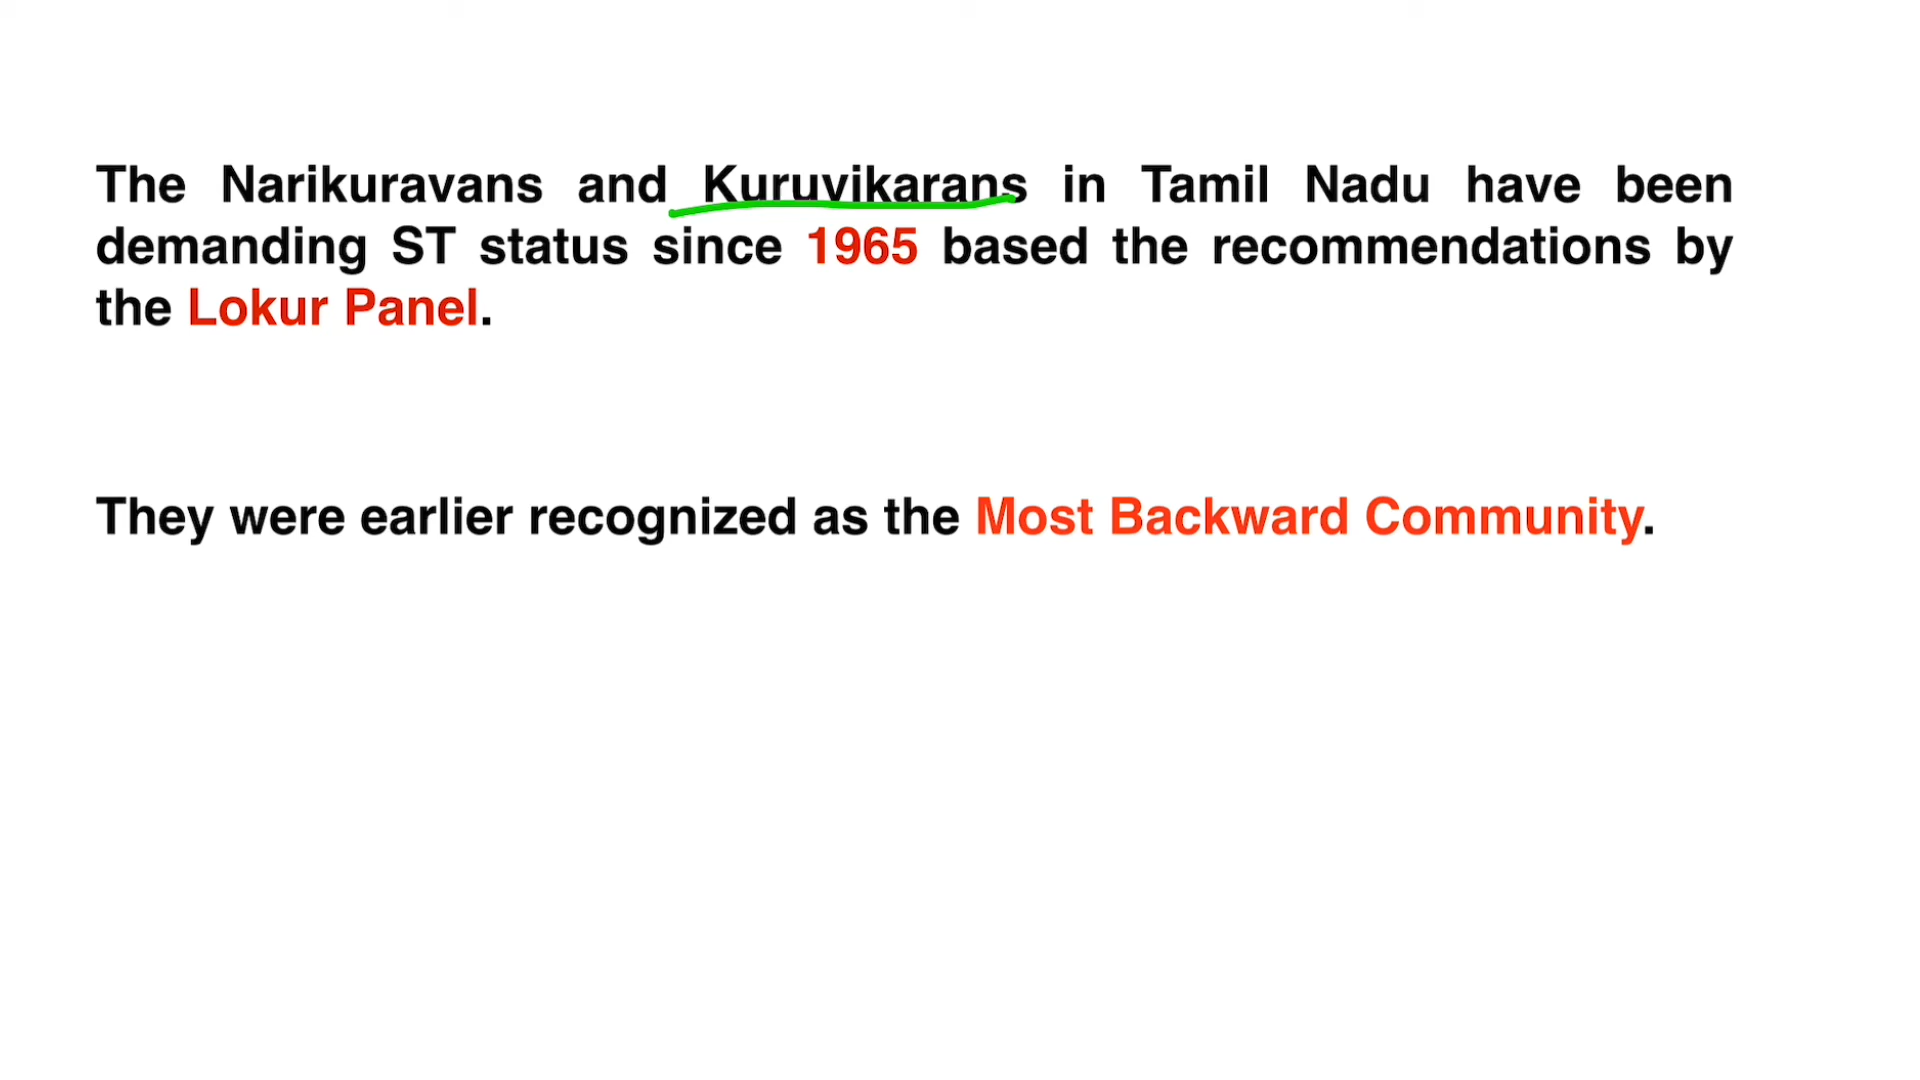 The Narikuravans and Kuruvikarans in Tamil Nadu have been
demanding ST status since 1965 based the recommendations by
the Lokur Panel.
They were earlier recognized as the Most Backward Community.